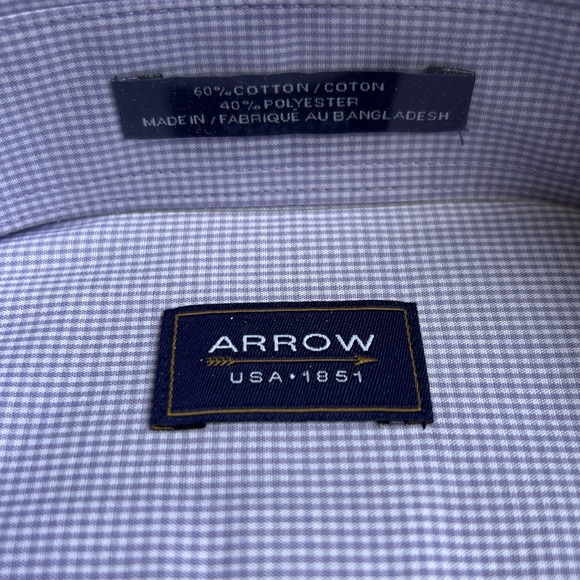 60% COTTON / COTON
40% POLYESTER
MADE IN / FABRIQUÉ AU BANGLADESH
ARROW
USA • 1851